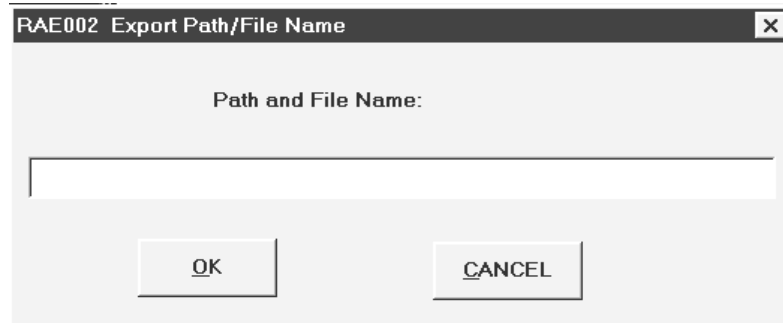 RAE002 Export Path/File Name
Path and File Name:
OK
CANCEL